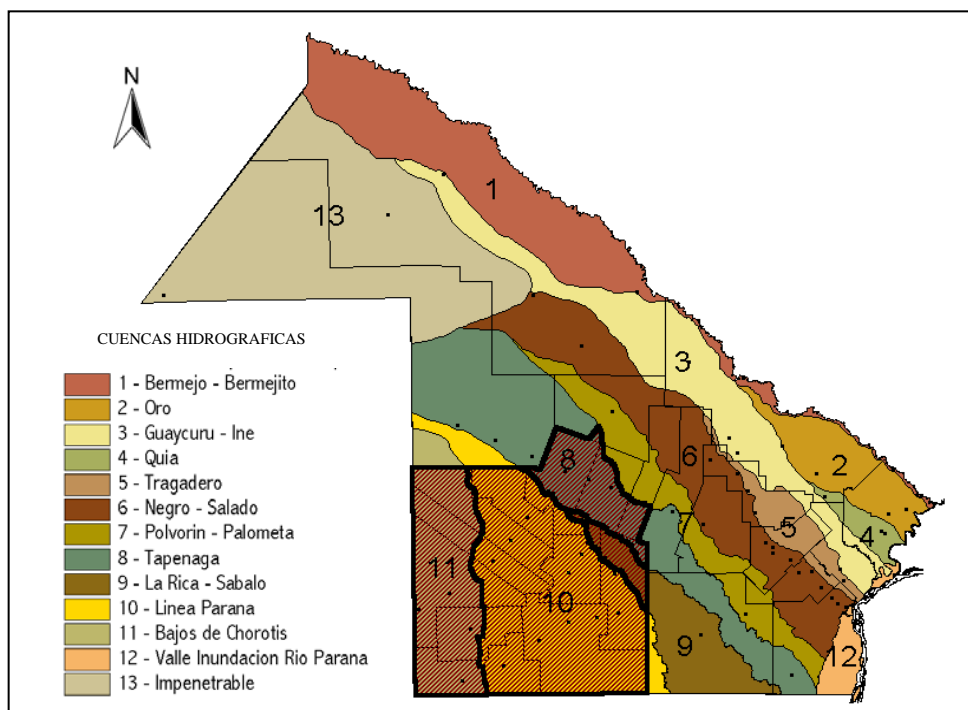 N
1
13
3
CUENCAS HIDROGRAFICAS
1 - Bermejo - Bermejito
2 - Oro
3 - Guaycuru - Ine
4 - Quia
5 - Tragadero
6 - Negro - Salado
7 - Polvorin - Palometa
8 - Tapenaga
9 - La Rica - Sabalo
10 - Linea Parana
11 - Bajos de Chorotis
12 - Valle Inundacion Rio Parana
13 - Impenetrable
8
6
2
7
5
4
11
10
9
12